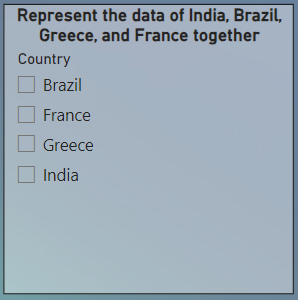 Represent the data of India, Brazil,
Greece, and France together
Country
Brazil
France
Greece
India